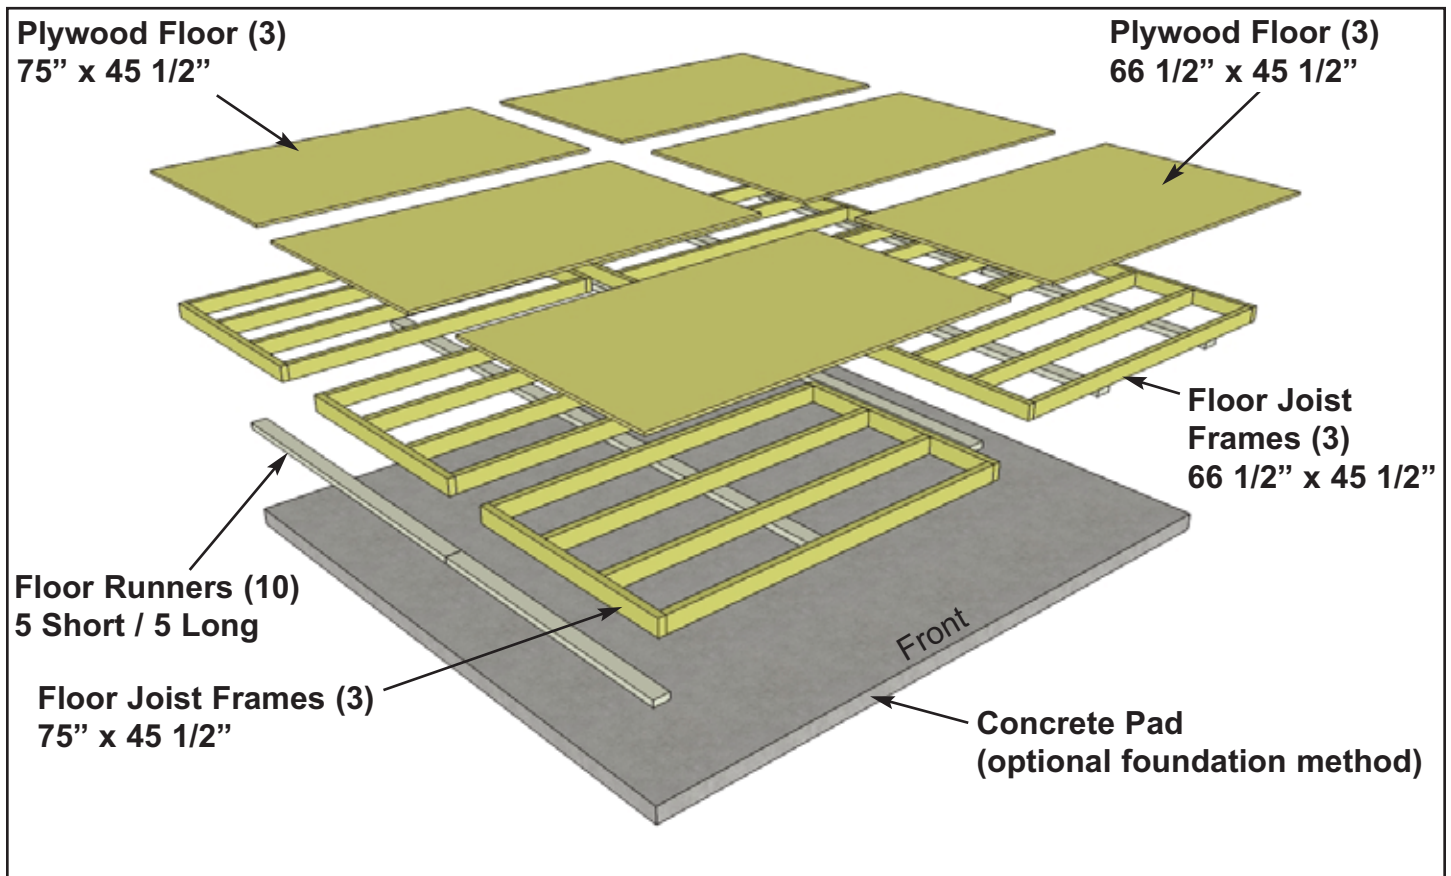 Plywood Floor (3)
75” x 45 1/2”
Plywood Floor (3)
66 1/2” x 45 1/2”
Floor Joist
Frames (3)
66 1/2” x 45 1/2”
Floor Runners (10)
5 Short / 5 Long
Front
Floor Joist Frames (3)
75” x 45 1/2”
Concrete Pad
(optional foundation method)